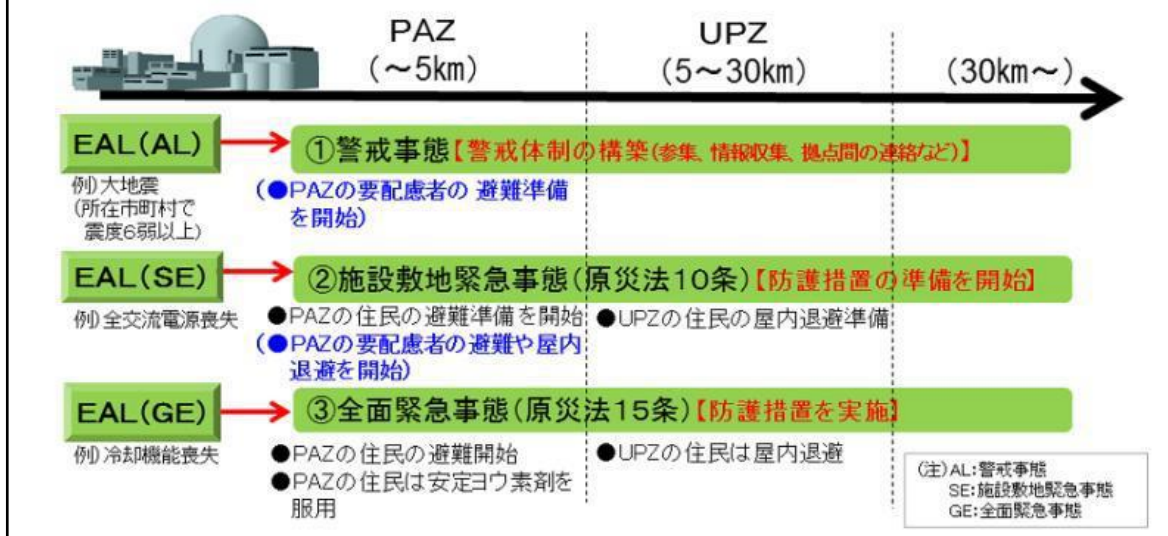 PAZ
(～5km)
UPZ
(5～30km)
(30km～)
EAL(AL)
①警戒事態【警戒体制の構築(参集、情報収集、拠点間の連絡など)】
例)大地震
(所在市町村で
震度6弱以上)
(●PAZの要配慮者の 避難準備
を開始)
EAL(SE)
②施設敷地緊急事態(原災法10条)【防護措置の準備を開始】
例)全交流電源喪失
●PAZの住民の避難準備を開始
(●PAZの要配慮者の避難や屋内
退避を開始)
●UPZの住民の屋内退避準備
EAL(GE)
③全面緊急事態(原災法15条)【防護措置を実施】
例)冷却機能喪失
●PAZの住民の避難開始
●PAZの住民は安定ヨウ素剤を
服用
●UPZの住民は屋内退避
(注)AL:警戒事態
SE:施設敷地緊急事態
GE:全面緊急事態